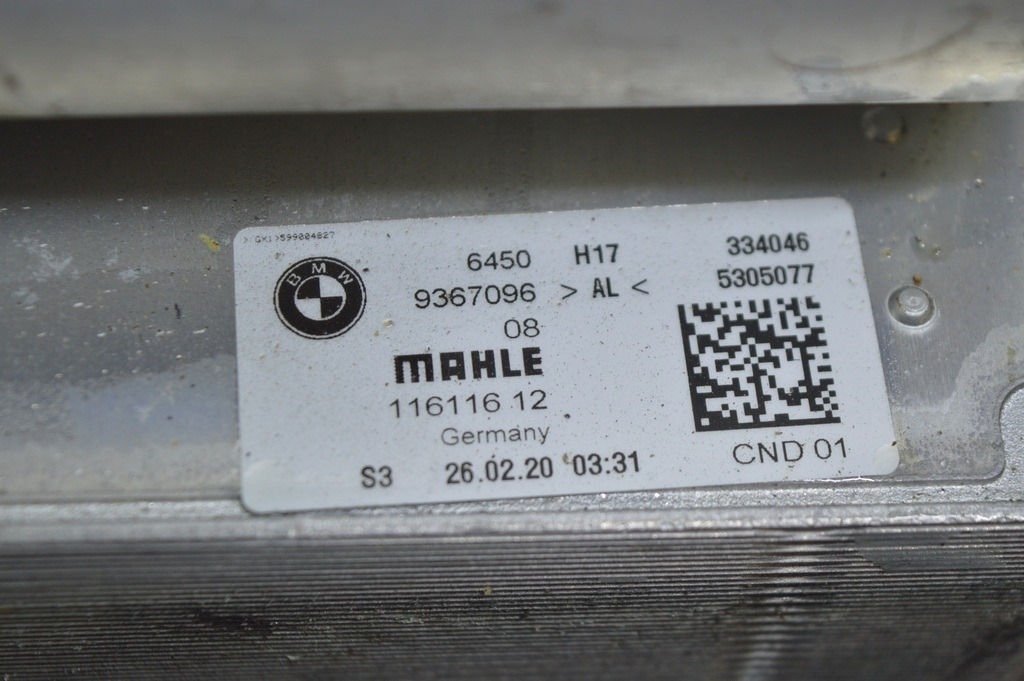 BMW
6450 H17 334046
9367096 > AL < 5305077
08
MAHLE
116116 12
Germany
CND 01
S3 26.02.20 03:31